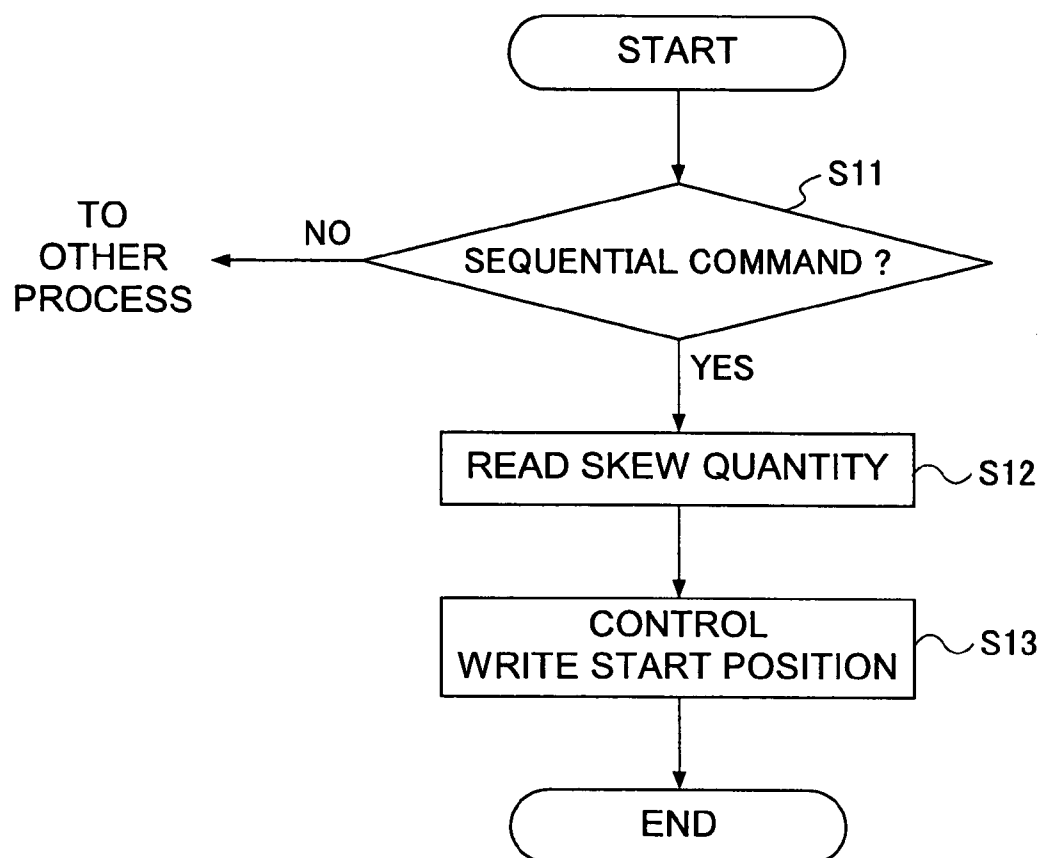 START
S11
TO
OTHER
PROCESS
NO
SEQUENTIAL COMMAND ?
YES
READ SKEW QUANTITY
S12
CONTROL
WRITE START POSITION
S13
END